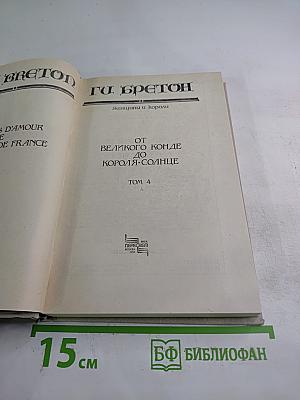 БРЕТОН
S D'AMOUR
E
DE FRANCE
ГИ БРЕТОН
женщины и короли
ОТ
ВЕЛИКОГО КОНДЕ
ДО
КОРОЛЯ-СОЛНЦЕ
ТОМ 4
15 см
БФ БИБЛИОФАН